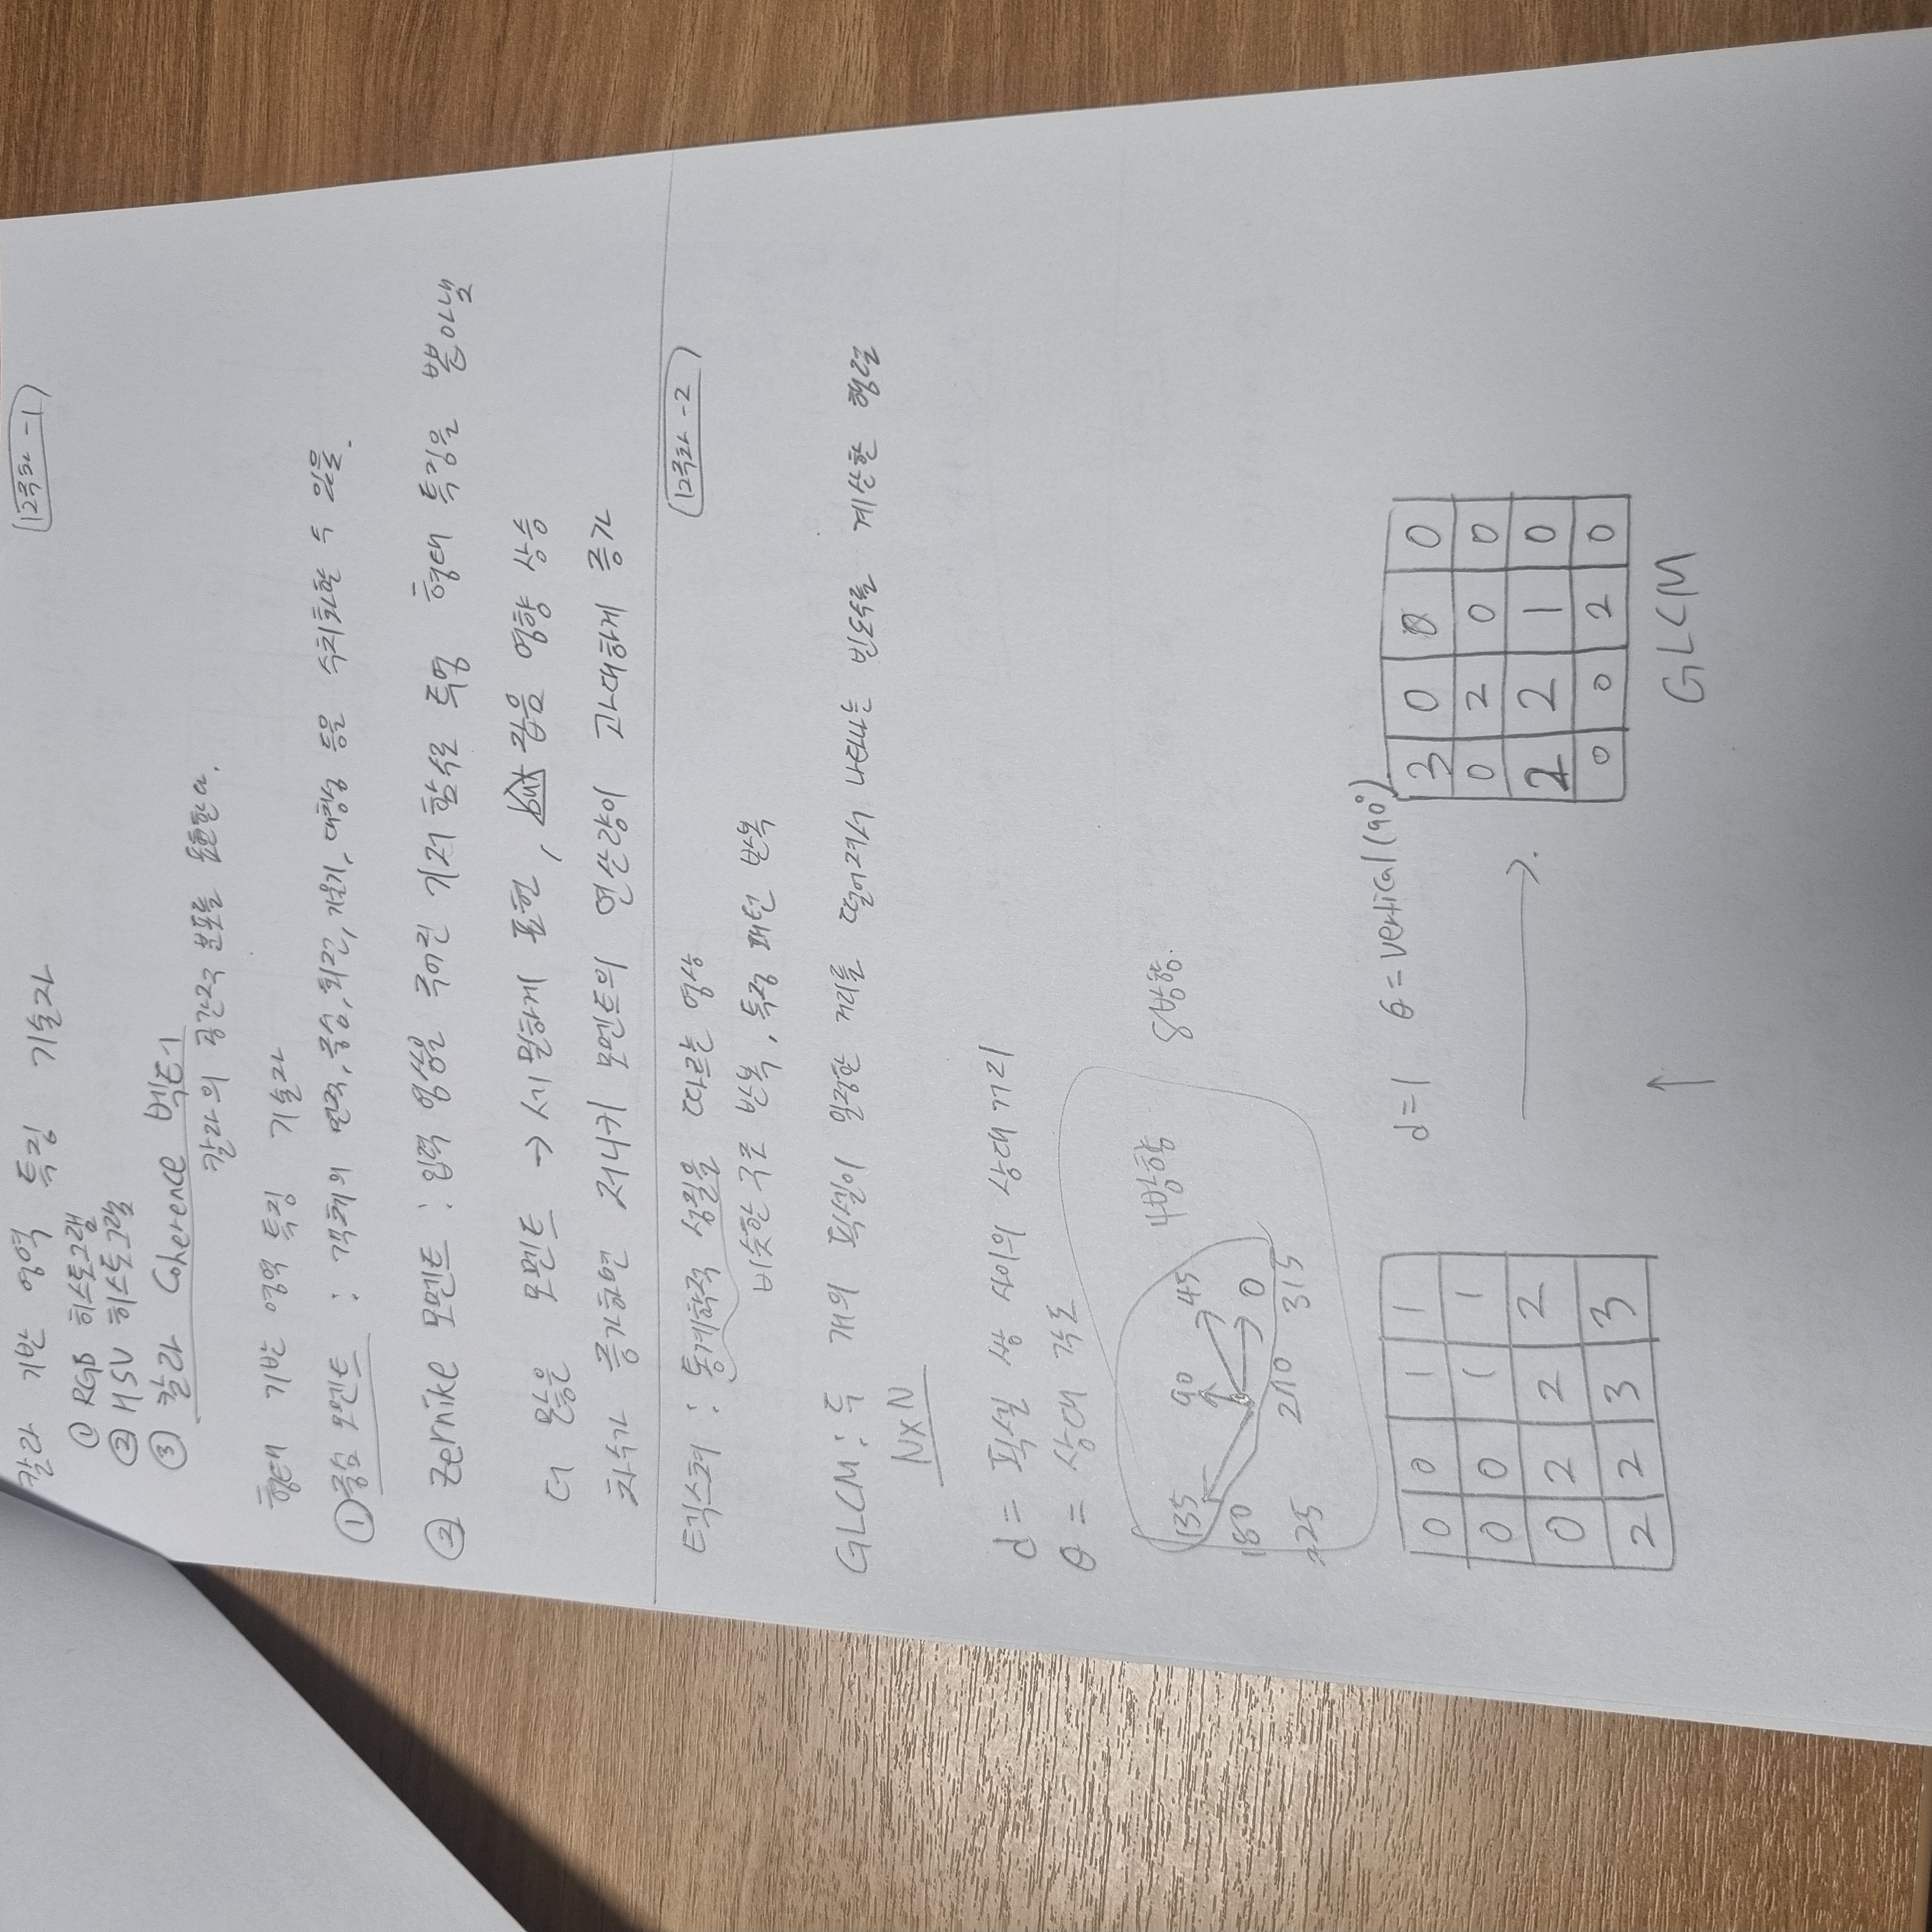 칼라 기반 영역 특징 기술자
12주차 -1
① RGB 히스토그램
② HSV 히스토그램
③ 칼라 Coherence 벡터
칼라의 공간적 분포를 표현한다.
형태 기반 영역 특징 기술자
① 중심 모멘트 : 객체의 면적, 중심, 회전, 기울기, 대칭성 등을 수치화할 수 있음.
② Zernike 모멘트 : 입력 영상을 주어진 기저 함수로 투영 형태 특징을 뽑아냄
더 많은 모멘트 → 세밀하게 표현, but 잡음 영향 상승
차수가 증가하면 저니키 모멘트의 연산량이 과대하게 증가
텍스쳐 : 통계학적 성질을 따르는 영상
12주차 -2
비슷한 구조 반복, 특정 패턴 반복
GLCM : 두 개의 픽셀이 일정한 거리를 떨어져서 나타나는 빈도수를 계산한 행렬
NxN
d = 픽셀 쌍 사이의 상대 거리
θ = 상대 각도
4방향 8방향.
135 90 45
180 0
225 270 315
d=1 θ = vertical (90°)
0 0 1 1
0 0 1 1
0 2 2 2
2 2 3 3
→
↑
3 0 0 0
0 2 0 0
2 2 1 0
0 0 2 0
GLCM